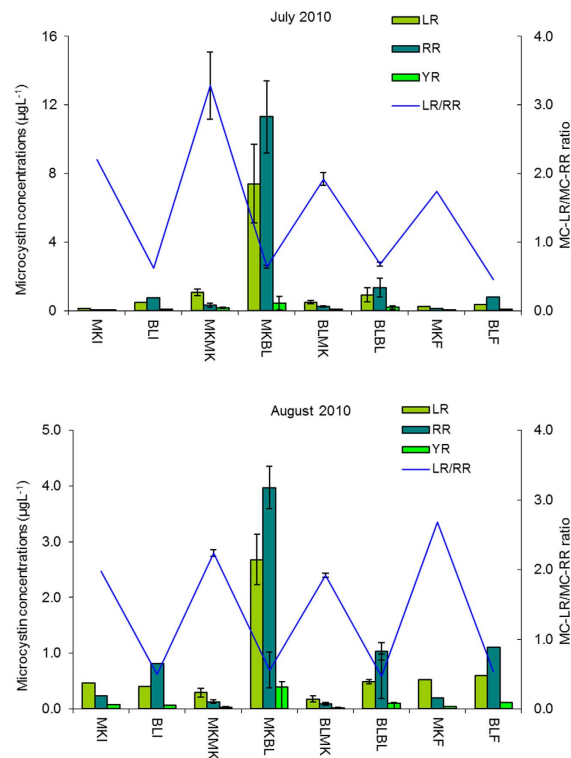 July 2010
LR
RR
YR
LR/RR
Microcystin concentrations (µgL-1)
16
12
8
4
0
4.0
3.0
2.0
1.0
0.0
MC-LR/MC-RR ratio
MKI
BLI
MKMK
MKBL
BLMK
BLBL
MKF
BLF
August 2010
LR
RR
YR
LR/RR
Microcystin concentrations (µgL-1)
5.0
4.0
3.0
2.0
1.0
0.0
4.0
3.0
2.0
1.0
0.0
MC-LR/MC-RR ratio
MKI
BLI
MKMK
MKBL
BLMK
BLBL
MKF
BLF